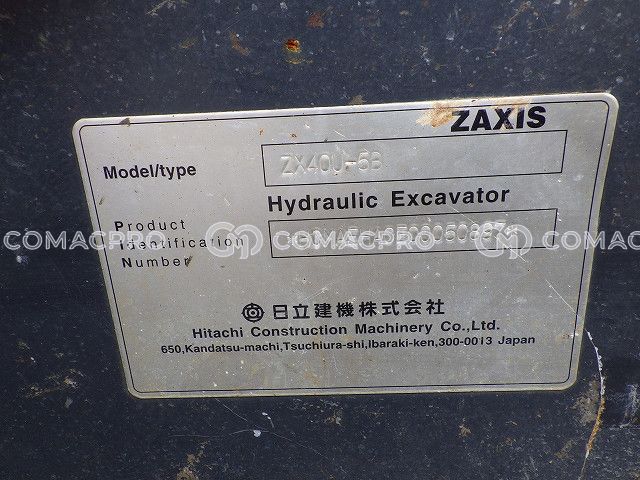 ZAXIS
Model/type ZX40U-5B
Hydraulic Excavator
Product
Identification
Number
日立建機株式会社
Hitachi Construction Machinery Co.,Ltd.
650,Kandatsu-machi,Tsuchiura-shi,Ibaraki-ken,300-0013 Japan
COMACPRO COMACPRO COMACPRO